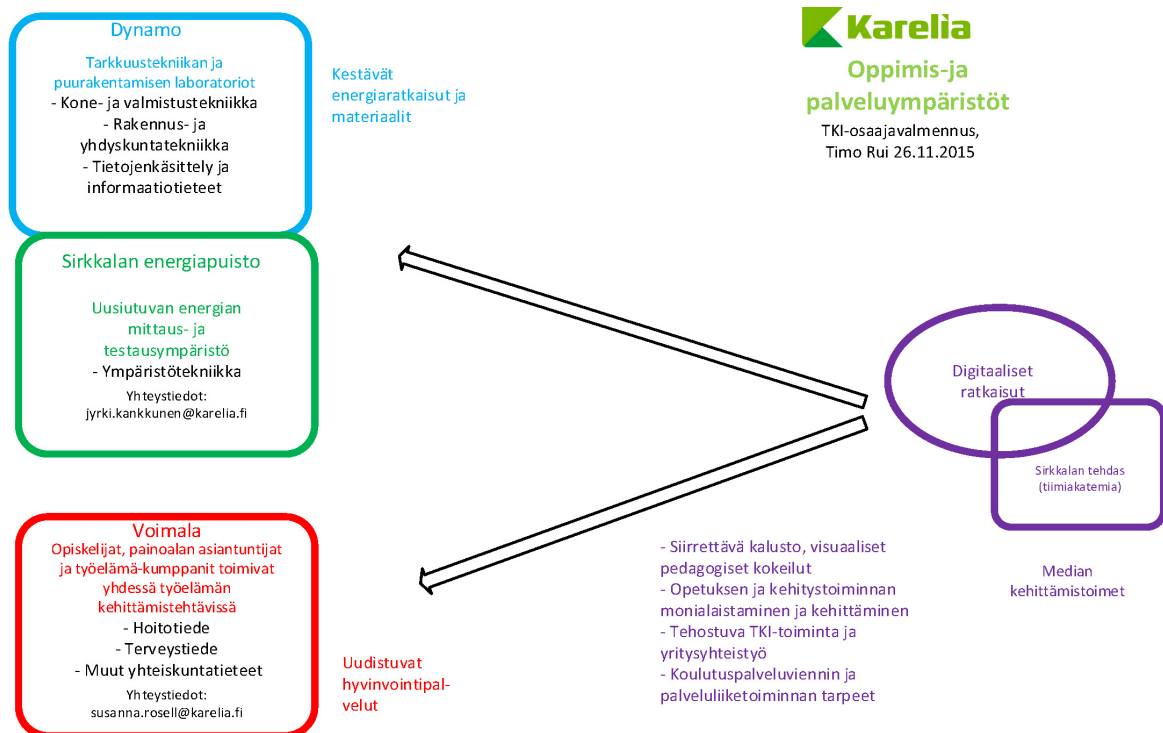 Dynamo
Tarkkuustekniikan ja
puurakentamisen laboratoriot
- Kone- ja valmistustekniikka
- Rakennus- ja
yhdyskuntatekniikka
- Tietojenkäsittely ja
informaatiotieteet
Kestävät
energiaratkaisut ja
materiaalit
Karelia
Oppimis-ja
palveluympäristöt
TKI-osaajavalmennus,
Timo Rui 26.11.2015
Sirkkalan energiapuisto
Uusiutuvan energian
mittaus- ja
testausympäristö
- Ympäristötekniikka
Yhteystiedot:
jyrki.kankkunen@karelia.fi
Digitaaliset
ratkaisut
Sirkkalan tehdas
(tiimiakatemia)
Median
kehittämistoimet
Voimala
Opiskelijat, painoalan asiantuntijat
ja työelämä-kumppanit toimivat
yhdessä työelämän
kehittämistehtävissä
- Hoitotiede
- Terveystiede
- Muut yhteiskuntatieteet
Yhteystiedot:
susanna.rosell@karelia.fi
Uudistuvat
hyvinvointipal-
velut
- Siirrettävä kalusto, visuaaliset
pedagogiset kokeilut
- Opetuksen ja kehitystoiminnan
monialaistaminen ja kehittäminen
- Tehostuva TKI-toiminta ja
yritysyhteistyö
- Koulutuspalveluviennin ja
palveluliiketoiminnan tarpeet